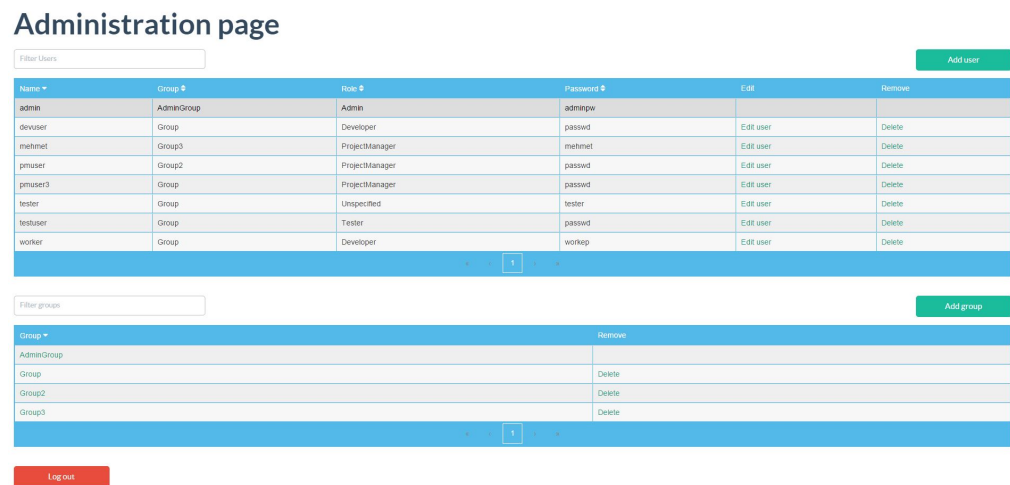 Administration page
Filter Users
Add user
Name Group Role Password Edit Remove
admin AdminGroup Admin adminpw
devuser Group Developer passwd Edit user Delete
mehmet Group3 ProjectManager mehmet Edit user Delete
pmuser Group2 ProjectManager passwd Edit user Delete
pmuser3 Group ProjectManager passwd Edit user Delete
tester Group Unspecified tester Edit user Delete
testuser Group Tester passwd Edit user Delete
worker Group Developer workep Edit user Delete
1
Filter groups
Add group
Group Remove
AdminGroup
Group Delete
Group2 Delete
Group3 Delete
1
Log out